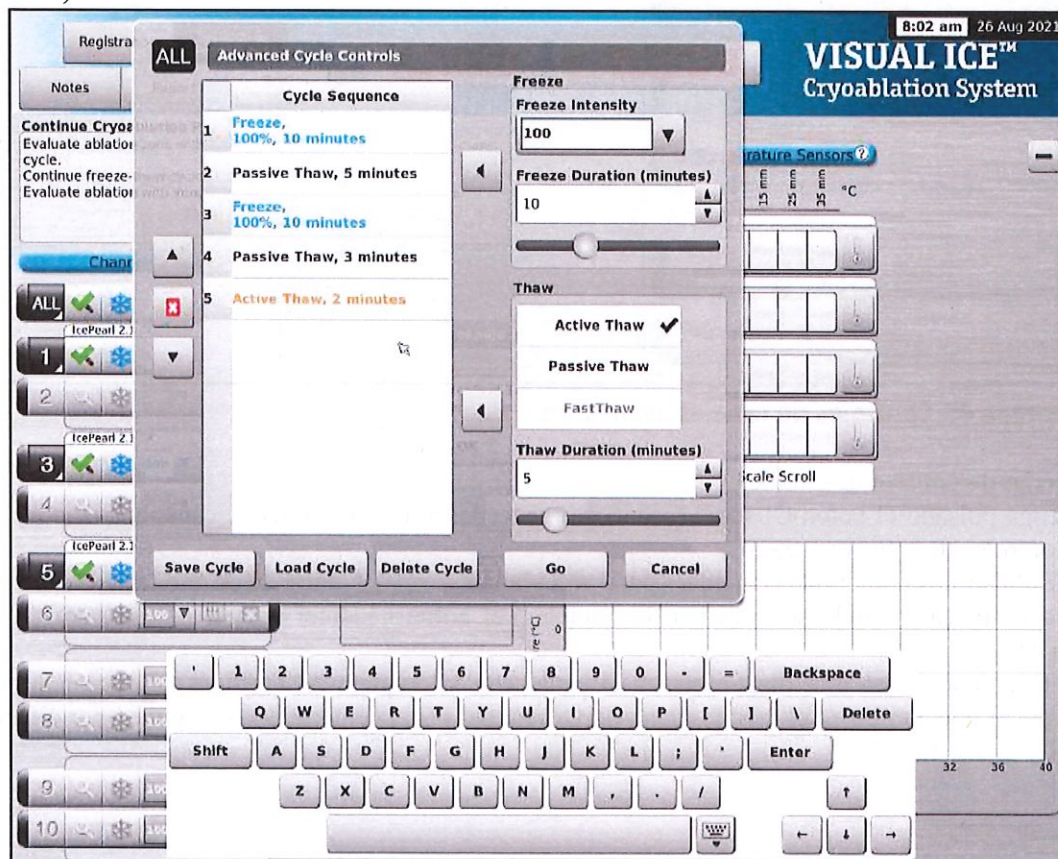 8:02 am 26 Aug 2021
VISUAL ICE™
Cryoablation System
Registra
Notes
Continue Cryoa
Evaluate ablation
cycle.
Continue freeze-
Evaluate ablation
Chann
ALL
IcePearl 2.1
1
2
IcePearl 2.1
3
4
IcePearl 2.1
5
6
100
7
8
9
10
ALL Advanced Cycle Controls
Cycle Sequence
1 Freeze,
100%, 10 minutes
2 Passive Thaw, 5 minutes
3 Freeze,
100%, 10 minutes
4 Passive Thaw, 3 minutes
5 Active Thaw, 2 minutes
Freeze
Freeze Intensity
100
Freeze Duration (minutes)
10
Thaw
Active Thaw
Passive Thaw
FastThaw
Thaw Duration (minutes)
5
Save Cycle Load Cycle Delete Cycle Go Cancel
rature Sensors ?
15 mm 25 mm 35 mm °C
Scale Scroll
re (°C)
0
32 36 40
' 1 2 3 4 5 6 7 8 9 0 - = Backspace
Q W E R T Y U I O P [ ] \ Delete
Shift A S D F G H J K L ; ' Enter
Z X C V B N M , . /
↑
← ↓ →